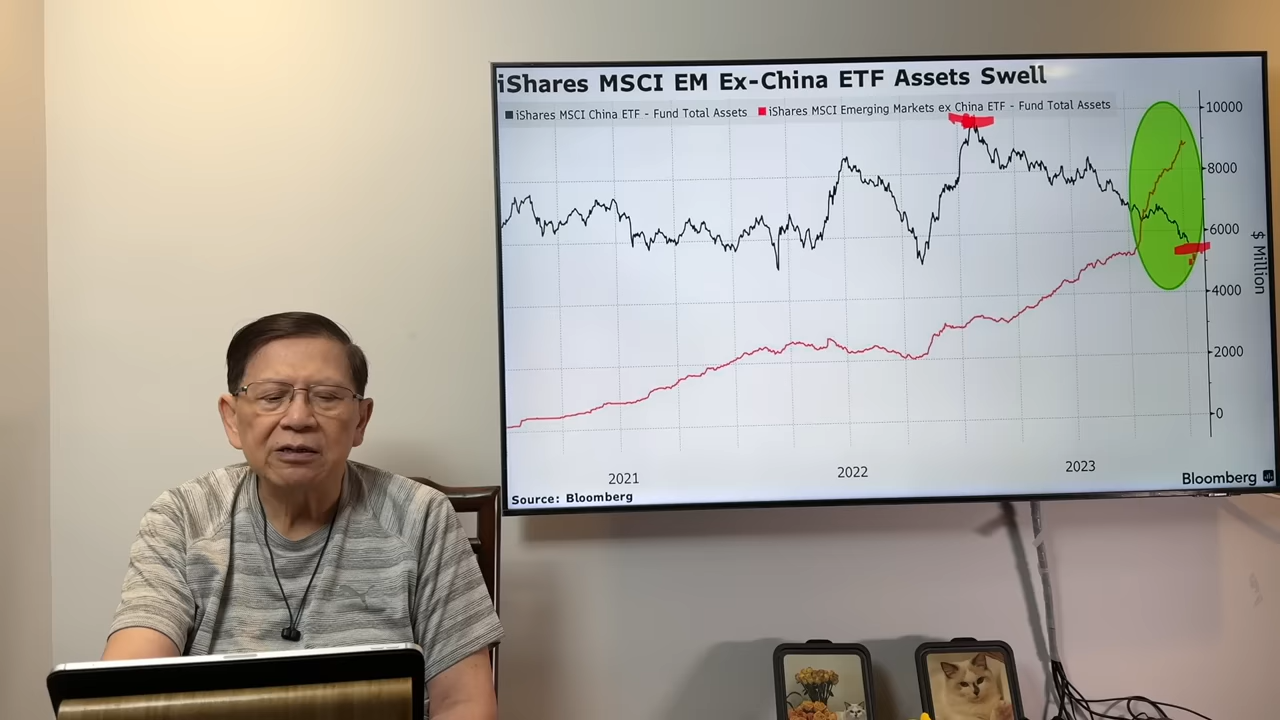 iShares MSCI EM Ex-China ETF Assets Swell
iShares MSCI China ETF - Fund Total Assets iShares MSCI Emerging Markets ex China ETF - Fund Total Assets
10000
8000
6000
4000
2000
0
$ Million
2021 2022 2023
Source: Bloomberg
Bloomberg